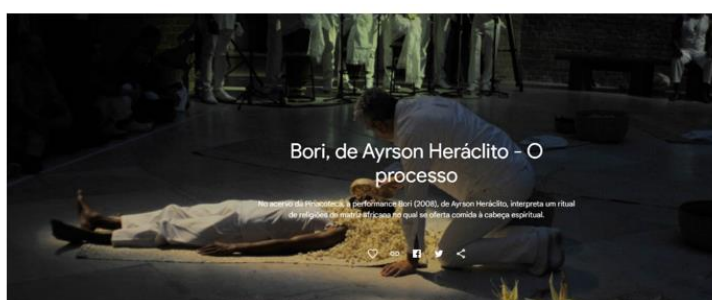 Bori, de Ayrson Heráclito - O
processo
No acervo da Pinacoteca, a performance Bori (2008), de Ayrson Heráclito, interpreta um ritual
de religiões de matriz africana no qual se oferta comida à cabeça espiritual.